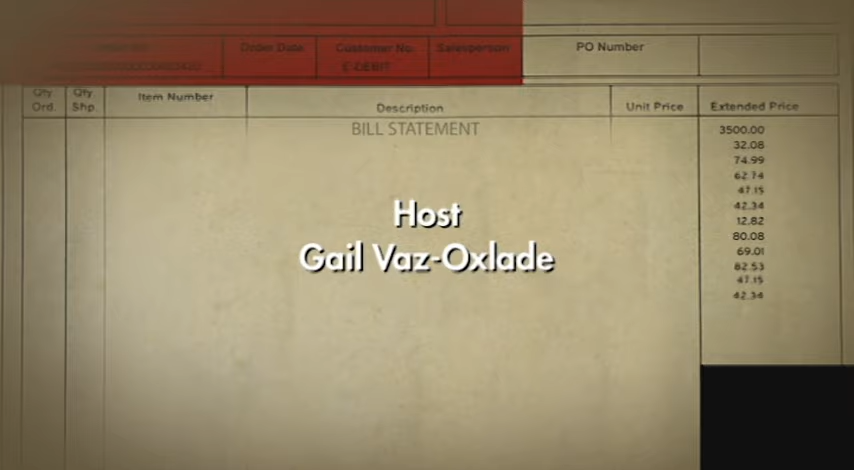 Order Date
Customer No.
Salesperson
PO Number
E-DEBIT
Qty Ord.
Qty Shp.
Item Number
Description
Unit Price
Extended Price
BILL STATEMENT
3500.00
32.08
74.99
62.74
47.15
42.34
12.82
80.08
69.01
82.53
47.15
42.34
Host
Gail Vaz-Oxlade